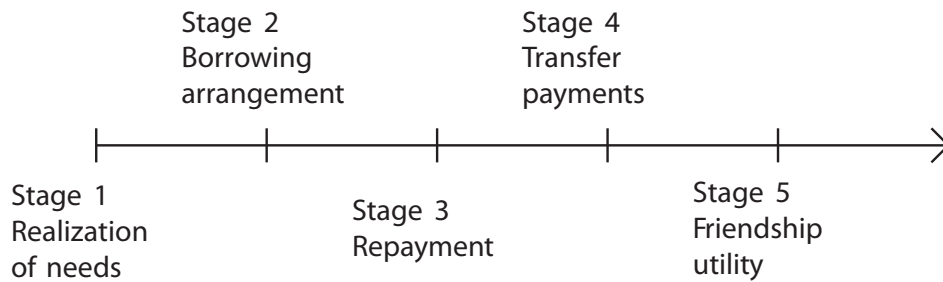 Stage 1
Realization
of needs
Stage 2
Borrowing
arrangement
Stage 3
Repayment
Stage 4
Transfer
payments
Stage 5
Friendship
utility